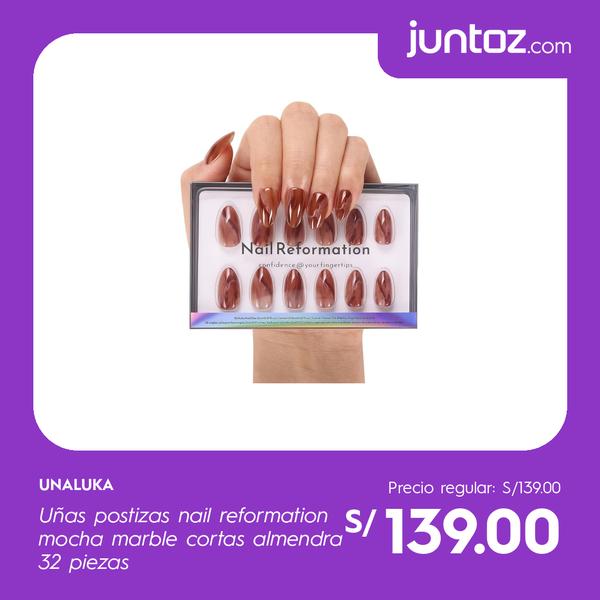 juntoz.com
Nail Reformation
confidence@yourfingertips
UNALUKA
Uñas postizas nail reformation
mocha marble cortas almendra
32 piezas
Precio regular: S/139.00
S/ 139.00